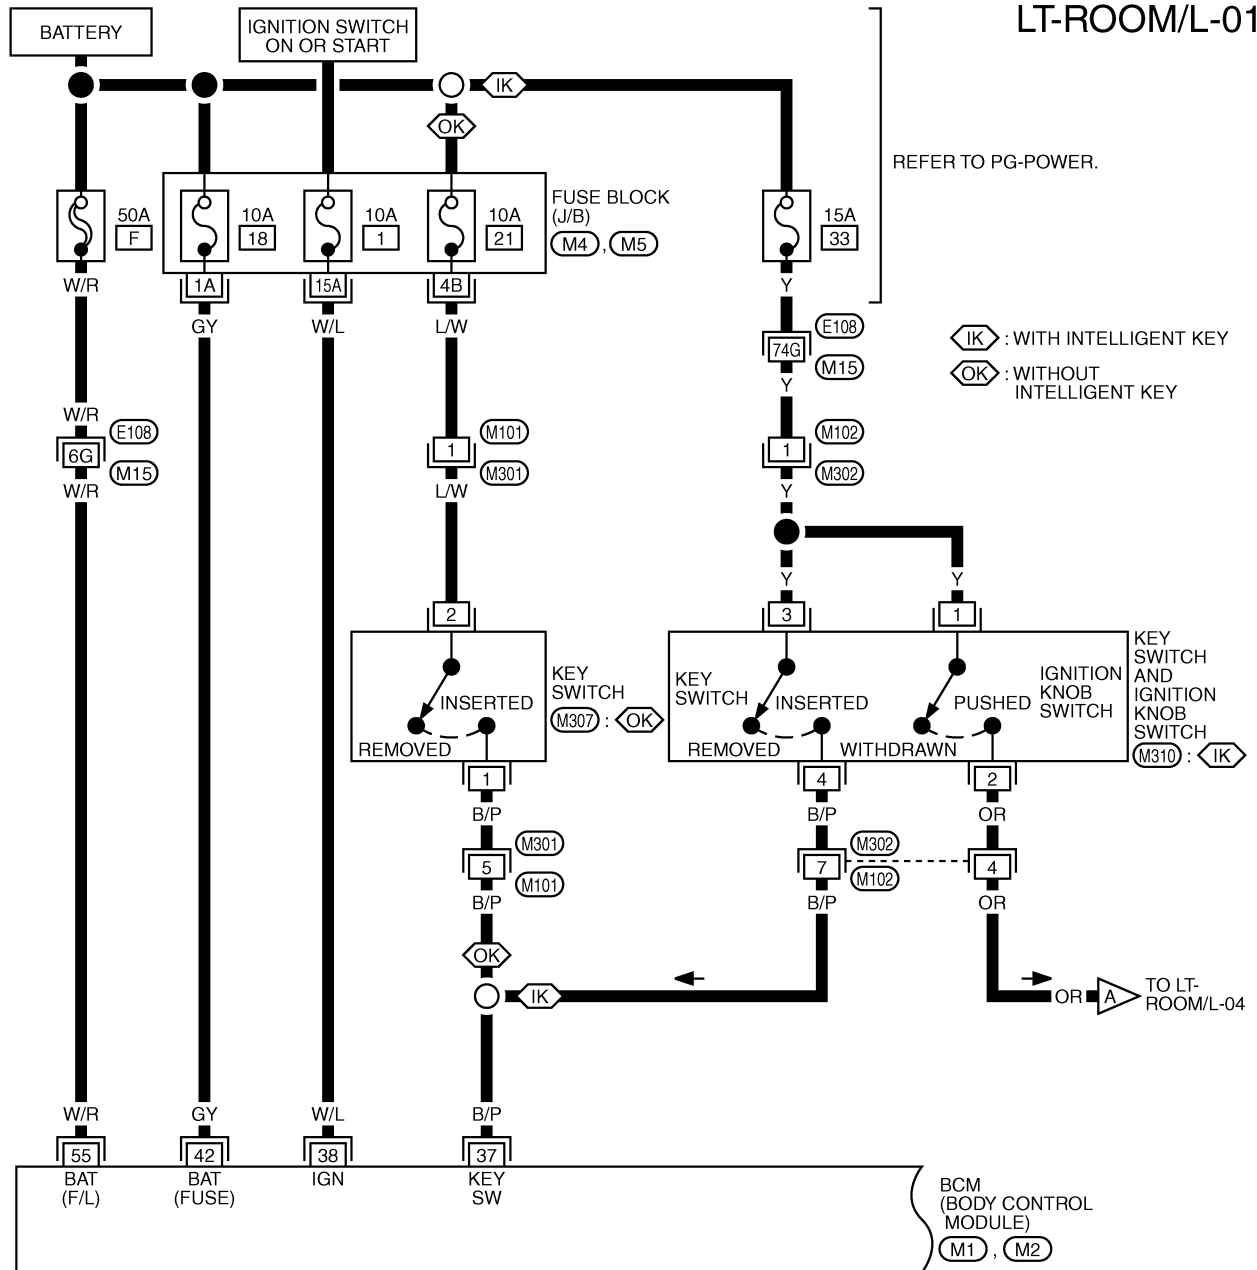 LT-ROOM/L-01
BATTERY
IGNITION SWITCH
ON OR START
IK
OK
REFER TO PG-POWER.
50A
F
10A
18
10A
1
10A
21
FUSE BLOCK
(J/B)
M4 , M5
15A
33
W/R
1A
15A
4B
Y
GY
W/L
L/W
E108
74G
M15
Y
IK : WITH INTELLIGENT KEY
OK : WITHOUT
INTELLIGENT KEY
W/R
E108
6G
M15
W/R
M101
1
M301
L/W
M102
1
M302
Y
Y
Y
2
3
1
KEY
SWITCH
M307 : OK
INSERTED
REMOVED
KEY
SWITCH
INSERTED
REMOVED
IGNITION
KNOB
SWITCH
PUSHED
WITHDRAWN
KEY
SWITCH
AND
IGNITION
KNOB
SWITCH
M310 : IK
1
4
2
B/P
B/P
OR
M301
5
M101
M302
7
M102
4
B/P
B/P
OR
OK
IK
OR
A
TO LT-
ROOM/L-04
W/R
GY
W/L
B/P
55
42
38
37
BAT
(F/L)
BAT
(FUSE)
IGN
KEY
SW
BCM
(BODY CONTROL
MODULE)
M1 , M2